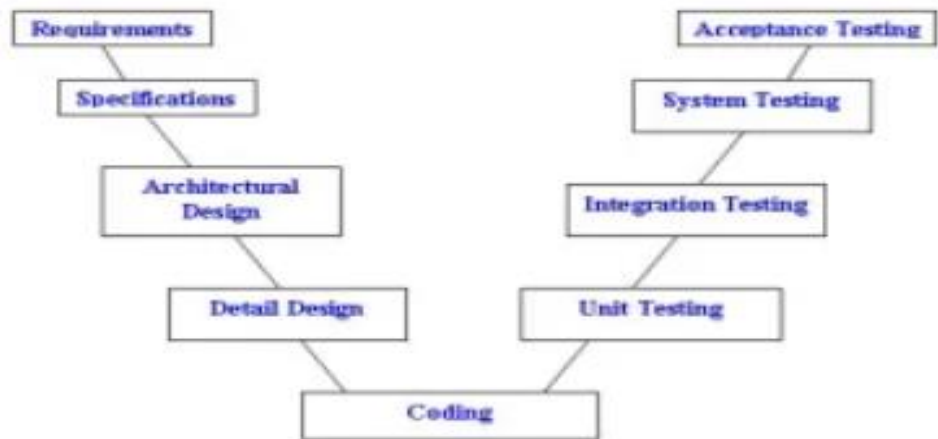 Requirements
Acceptance Testing
Specifications
System Testing
Architectural
Design
Integration Testing
Detail Design
Unit Testing
Coding